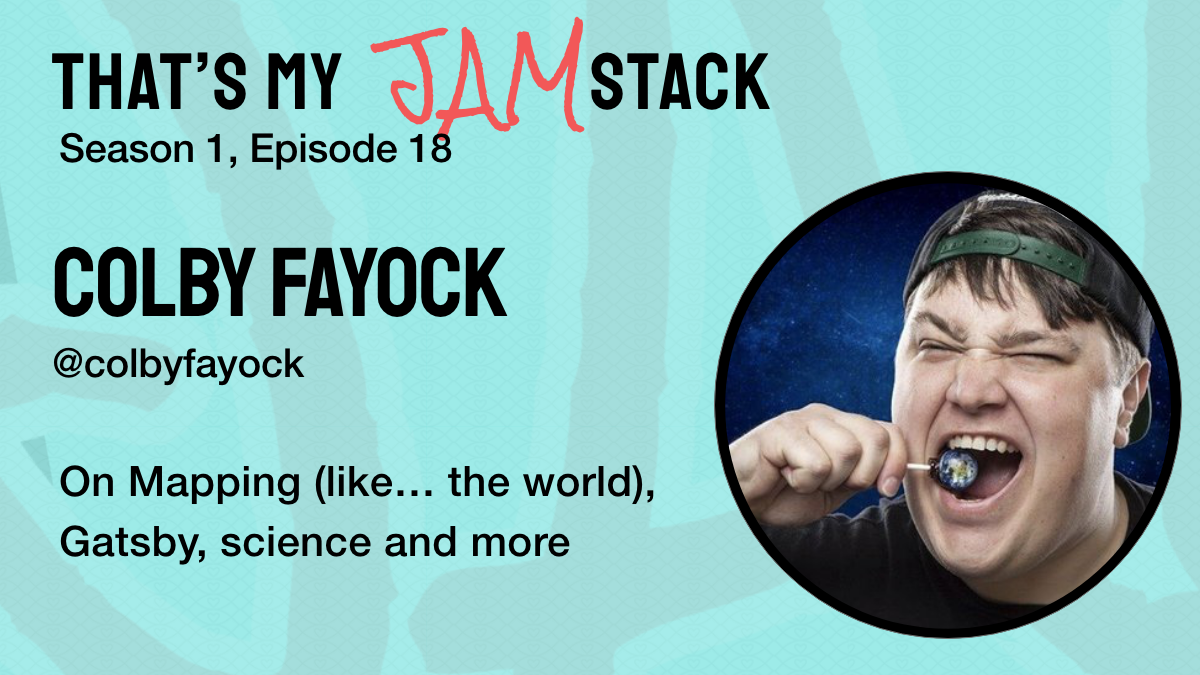 THAT'S MY JAMSTACK
Season 1, Episode 18
COLBY FAYOCK
@colbyfayock
On Mapping (like... the world),
Gatsby, science and more